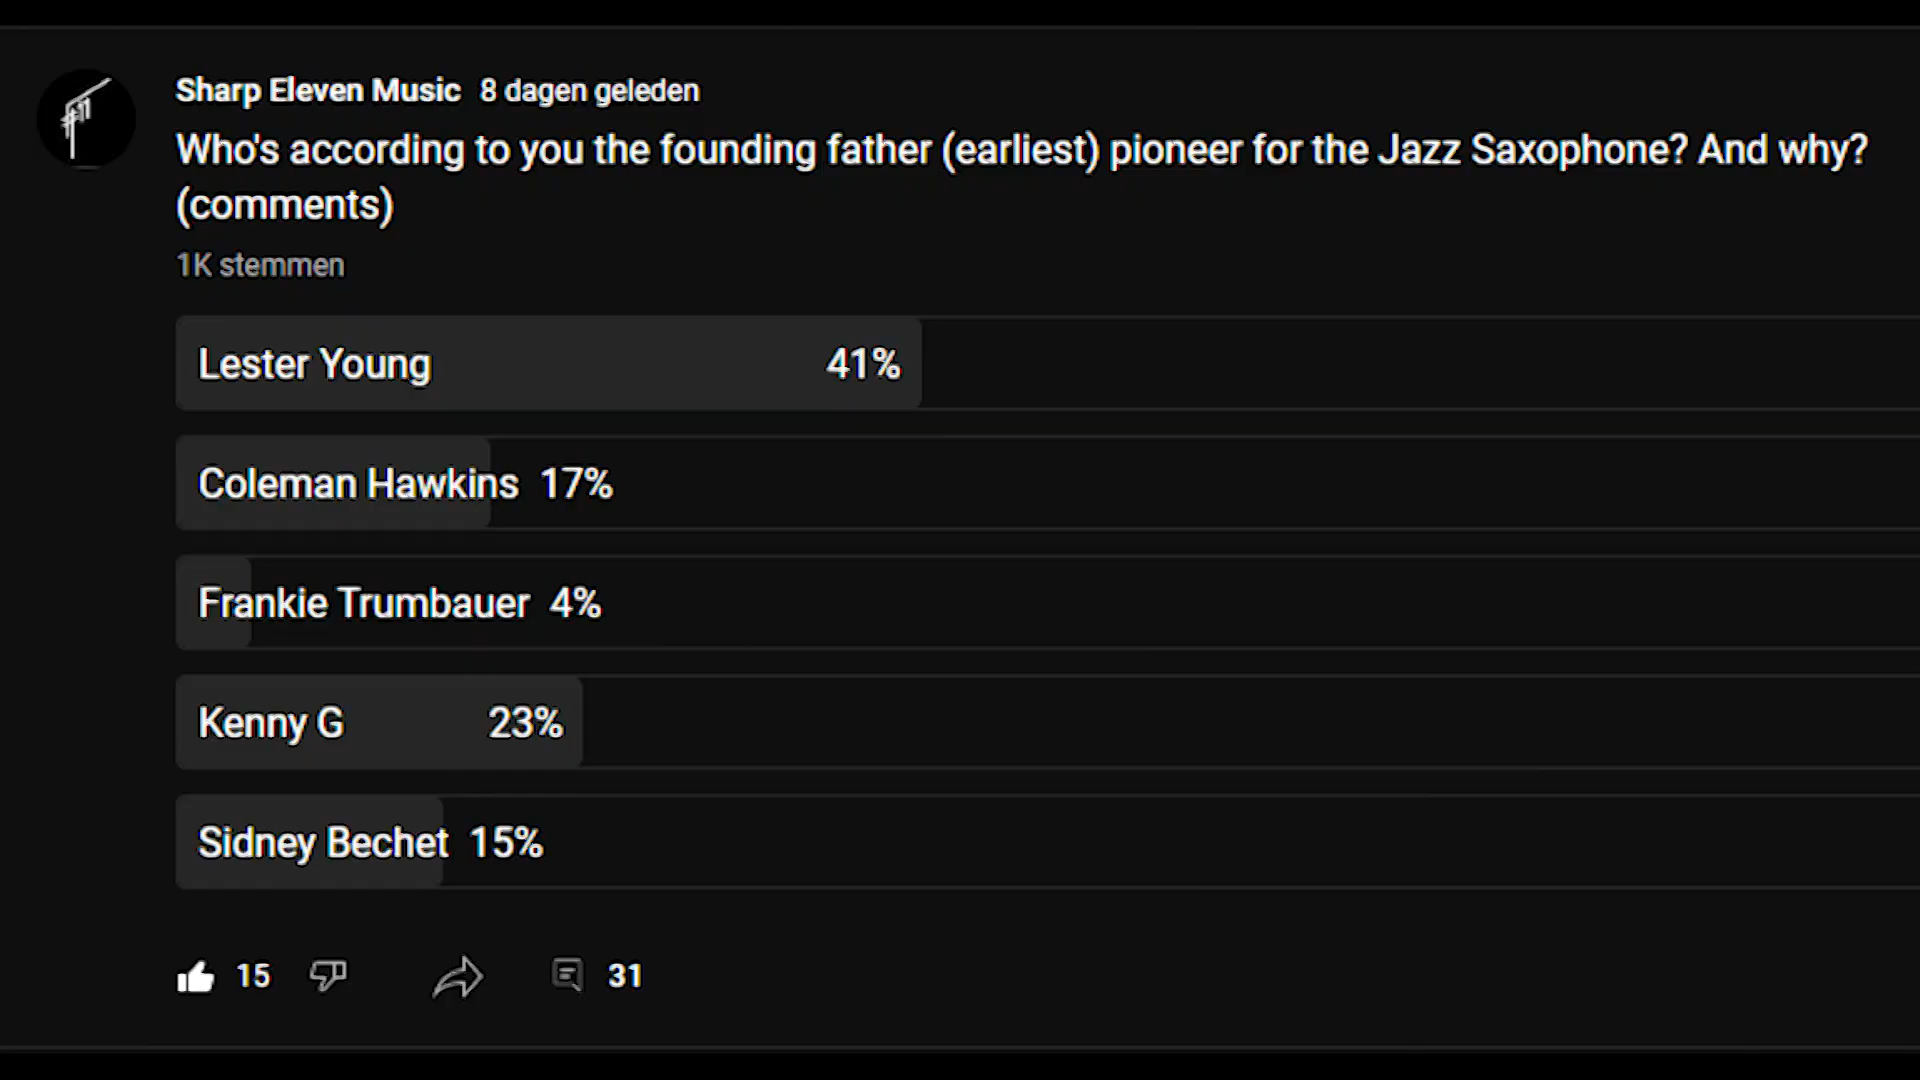 Sharp Eleven Music 8 dagen geleden
Who's according to you the founding father (earliest) pioneer for the Jazz Saxophone? And why?
(comments)
1K stemmen
Lester Young 41%
Coleman Hawkins 17%
Frankie Trumbauer 4%
Kenny G 23%
Sidney Bechet 15%
15 31